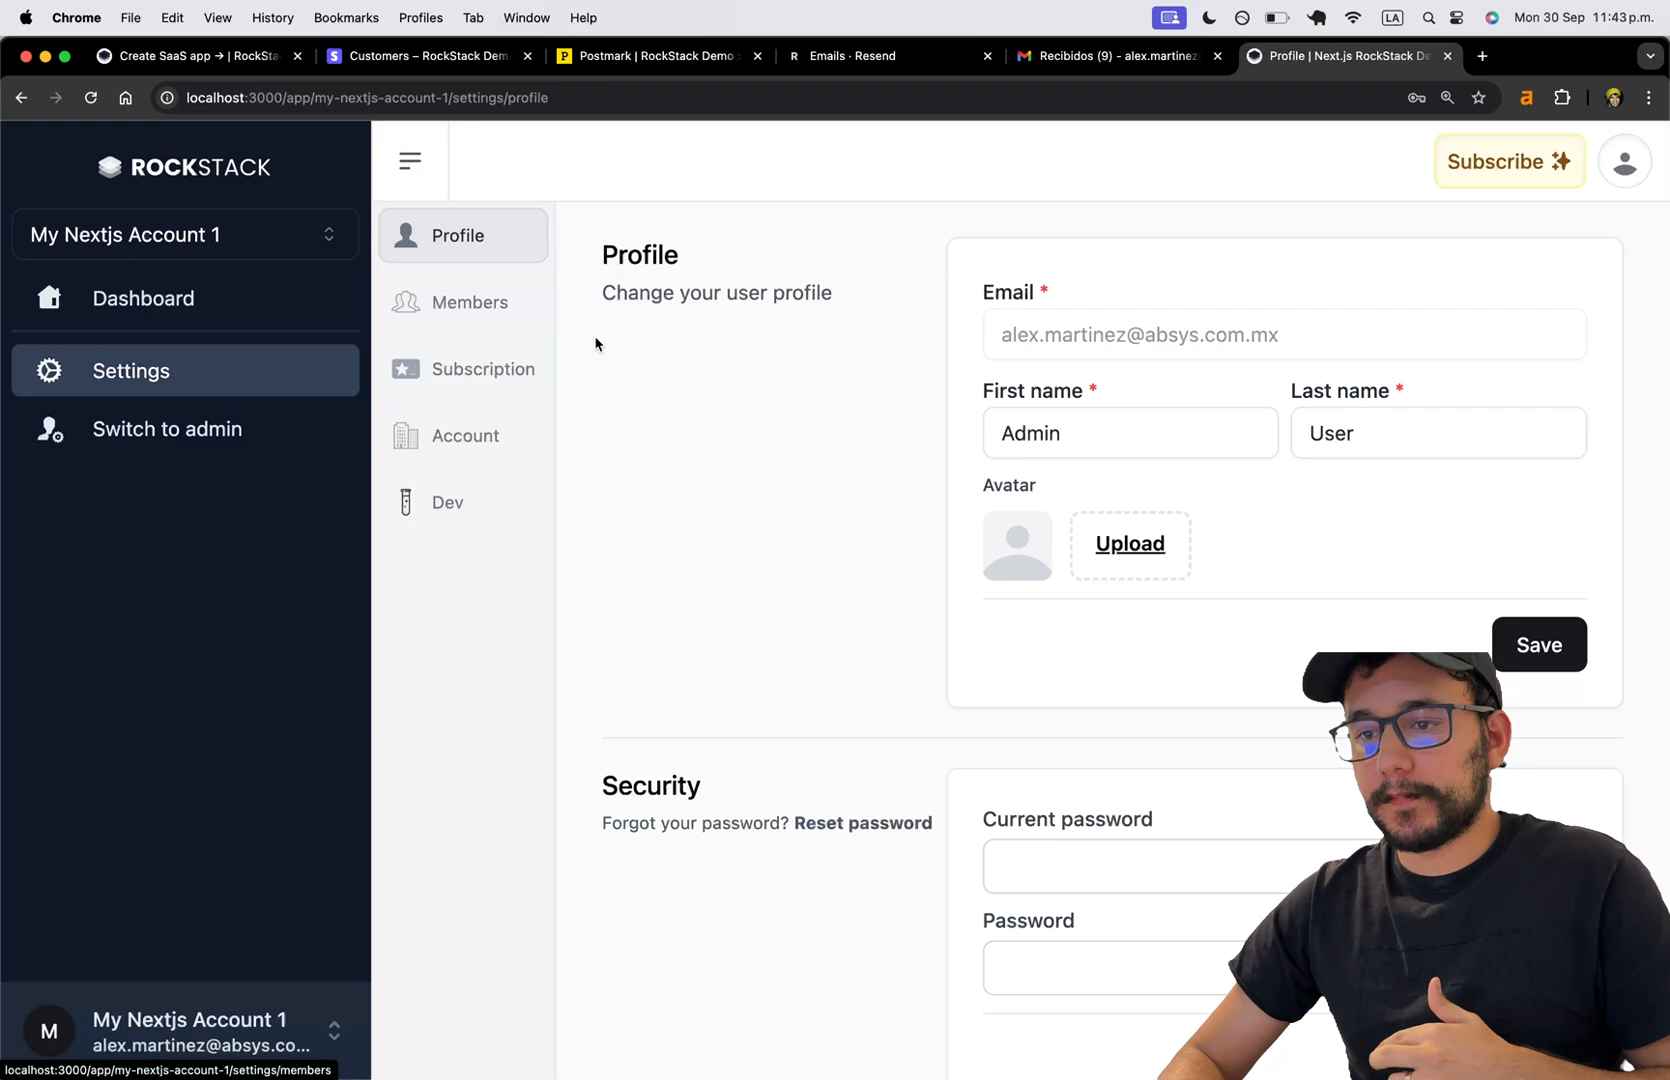 Chrome File Edit View History Bookmarks Profiles Tab Window Help LA Mon 30 Sep 11:43 p.m.
Create SaaS app → | RockSta Customers – RockStack Dem Postmark | RockStack Demo Emails · Resend Recibidos (9) - alex.martinez Profile | Next.js RockStack De
localhost:3000/app/my-nextjs-account-1/settings/profile
ROCKSTACK
Subscribe
My Nextjs Account 1
Dashboard
Settings
Switch to admin
Profile
Members
Subscription
Account
Dev
Profile
Change your user profile
Email *
alex.martinez@absys.com.mx
First name * Last name *
Admin User
Avatar
Upload
Save
Security
Forgot your password? Reset password
Current password
Password
M
My Nextjs Account 1
alex.martinez@absys.co...
localhost:3000/app/my-nextjs-account-1/settings/members